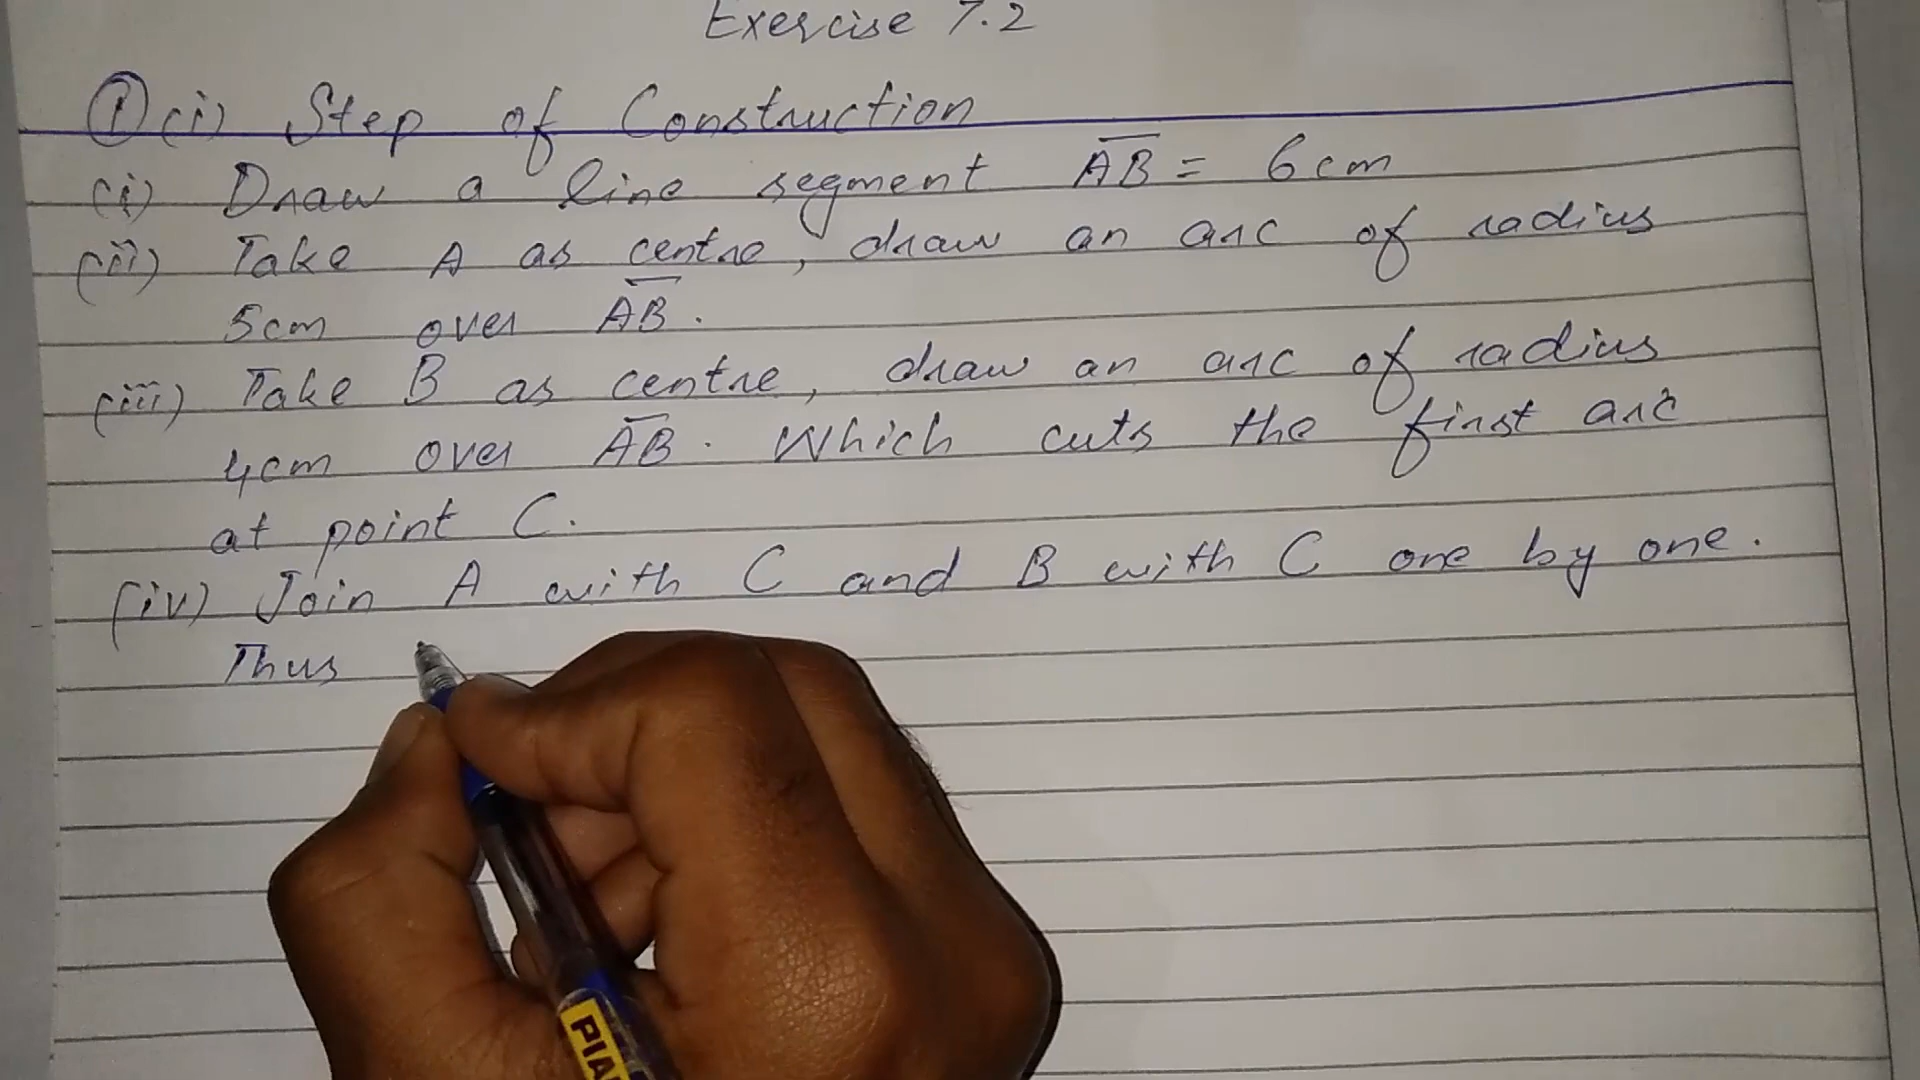 Exercise 7.2
① (i) Step of Construction
(i) Draw a line segment AB = 6cm
(ii) Take A as centre, draw an arc of radius
5cm over AB.
(iii) Take B as centre, draw an arc of radius
4cm over AB. Which cuts the first arc
at point C.
(iv) Join A with C and B with C one by one.
Thus
PIA